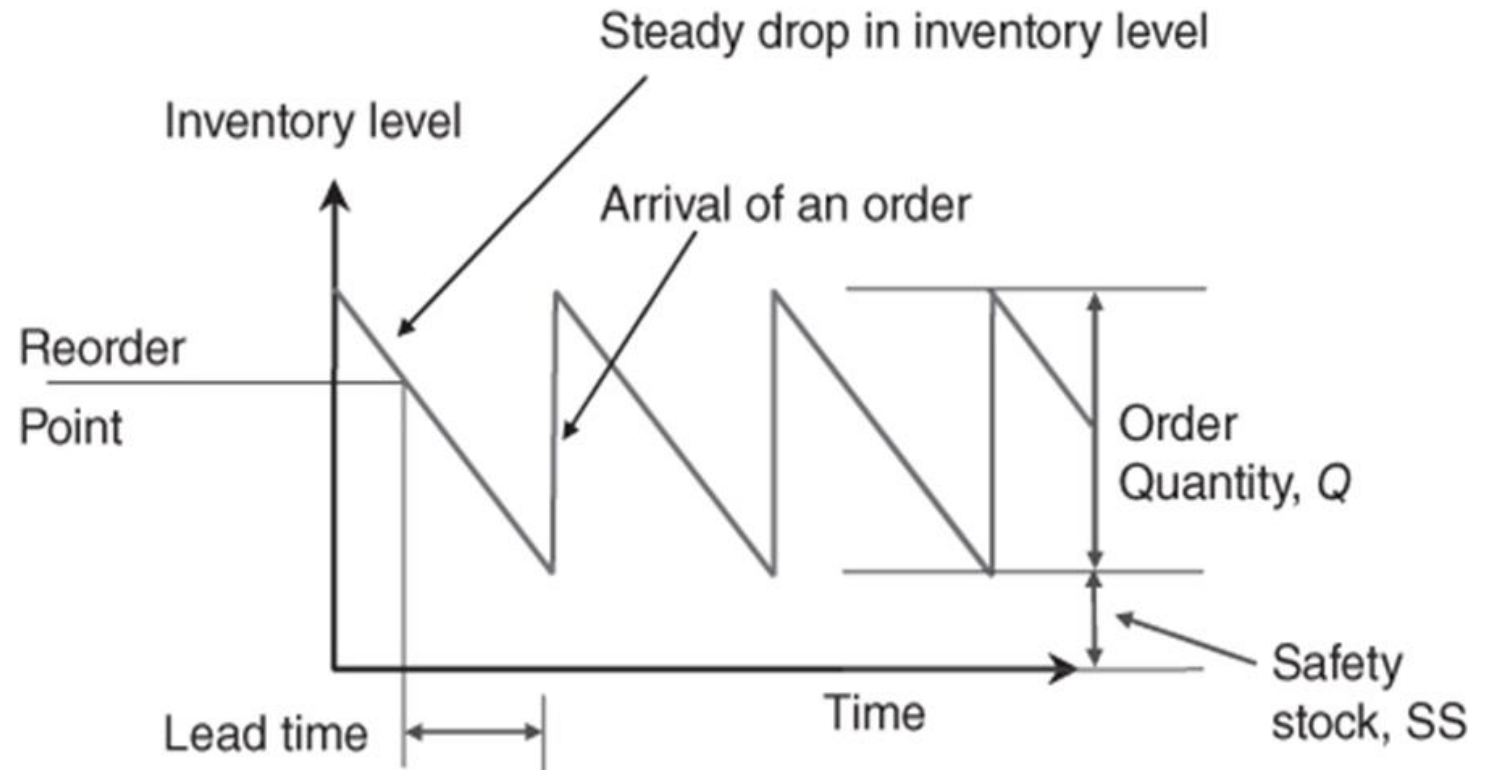 Steady drop in inventory level
Inventory level
Arrival of an order
Reorder
Point
Order
Quantity, Q
Safety
stock, SS
Time
Lead time